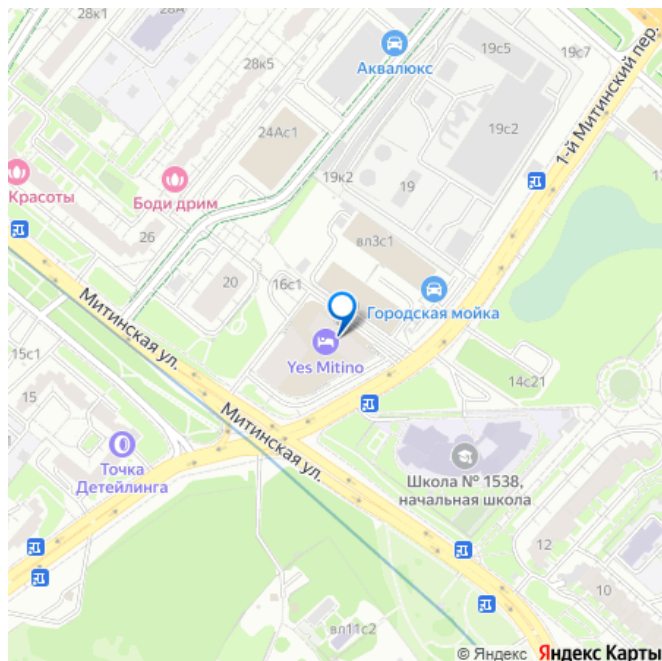 28к1
28А
28к5
Аквалюкс
19с5
19с7
24Ас1
19с2
1-й Митинский пер.
19к2
19
Красоты
Боди дрим
26
вл3с1
20
16с1
Городская мойка
Митинская ул.
Yes Mitino
15с1
15
14с21
Митинская ул.
Точка
Детейлинга
Школа № 1538,
начальная школа
12
10
вл11с2
© Яндекс Яндекс Карты